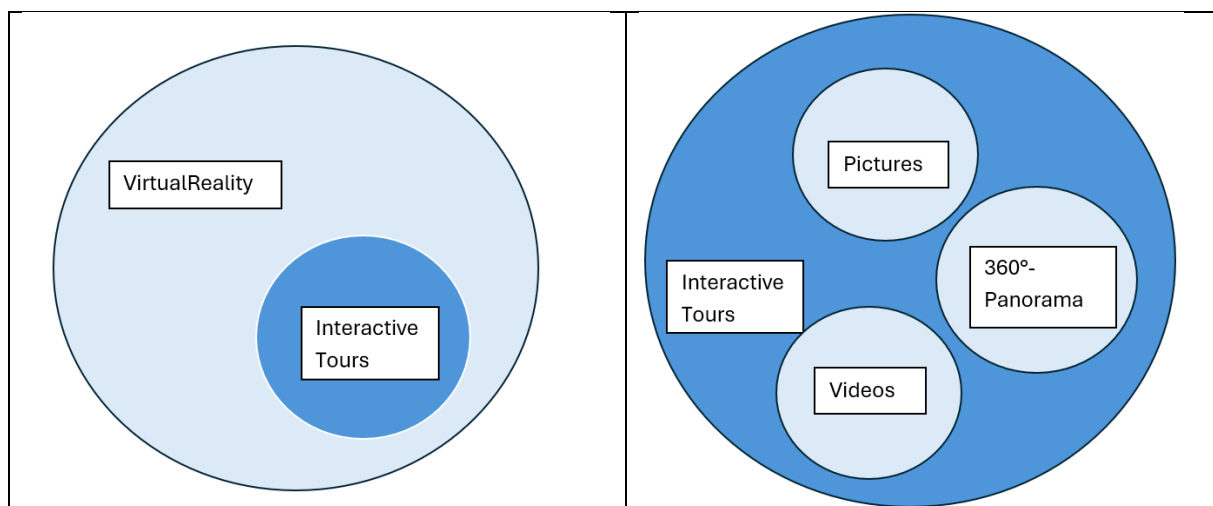 VirtualReality
Interactive
Tours
Pictures
360°-
Panorama
Interactive
Tours
Videos